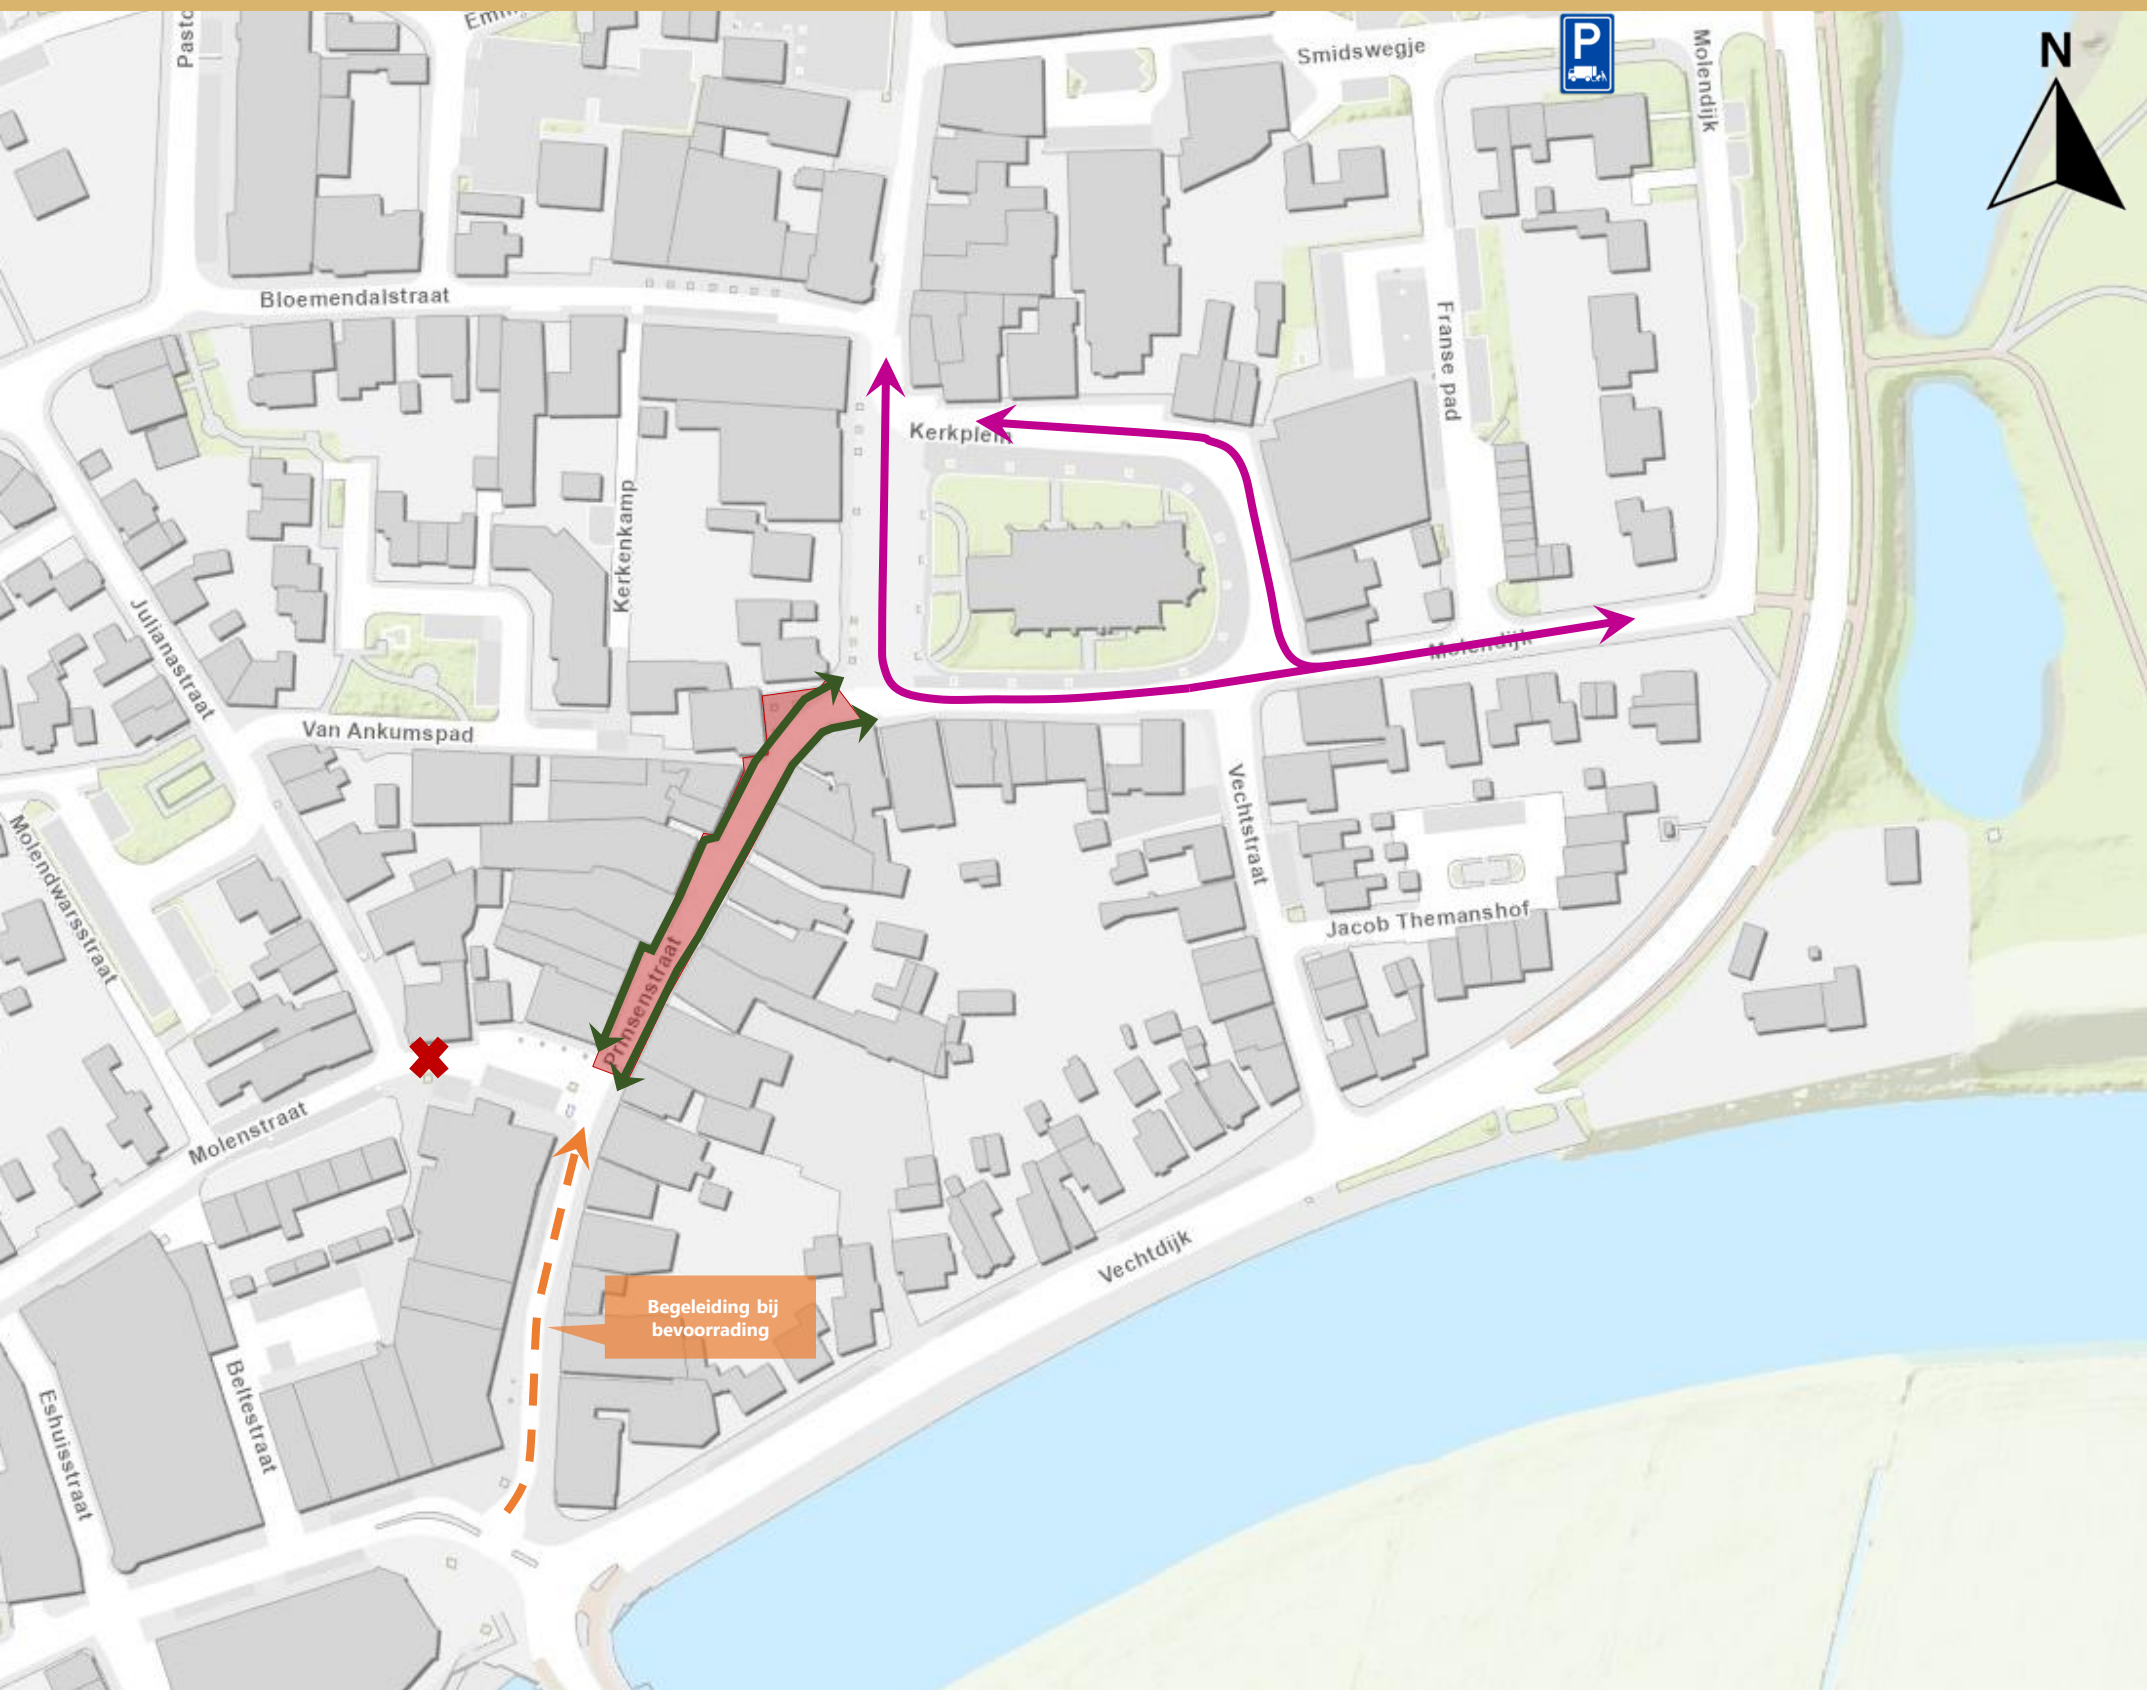 Smidswegje
P
Molendijk
N
Bloemendalstraat
Franse pad
Kerkplein
Kerkenkamp
Julianastraat
Molendijk
Van Ankumspad
Vechtstraat
Molendwarsstraat
Jacob Themanshof
Prinsenstraat
Molenstraat
Vechtdijk
Begeleiding bij
bevoorrading
Beltestraat
Eshuisstraat